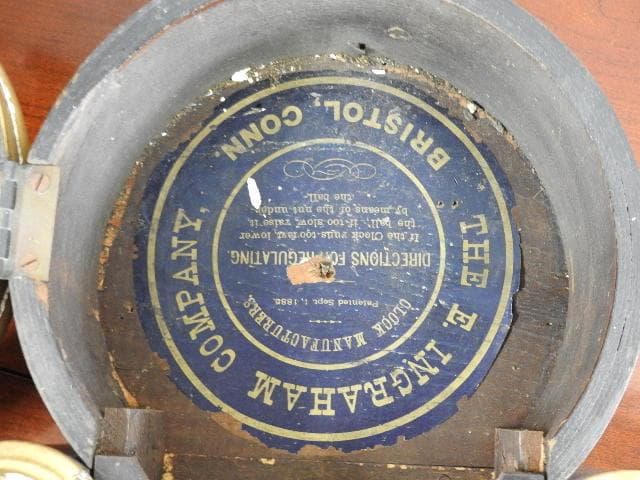 THE E. INGRAHAM COMPANY,
BRISTOL, CONN.
CLOCK MANUFACTURERS.
Patented Sept. 1, 1885.
DIRECTIONS FOR REGULATING
If the Clock runs too fast, lower
the ball, if too slow, raise it
by means of the nut under
the ball.